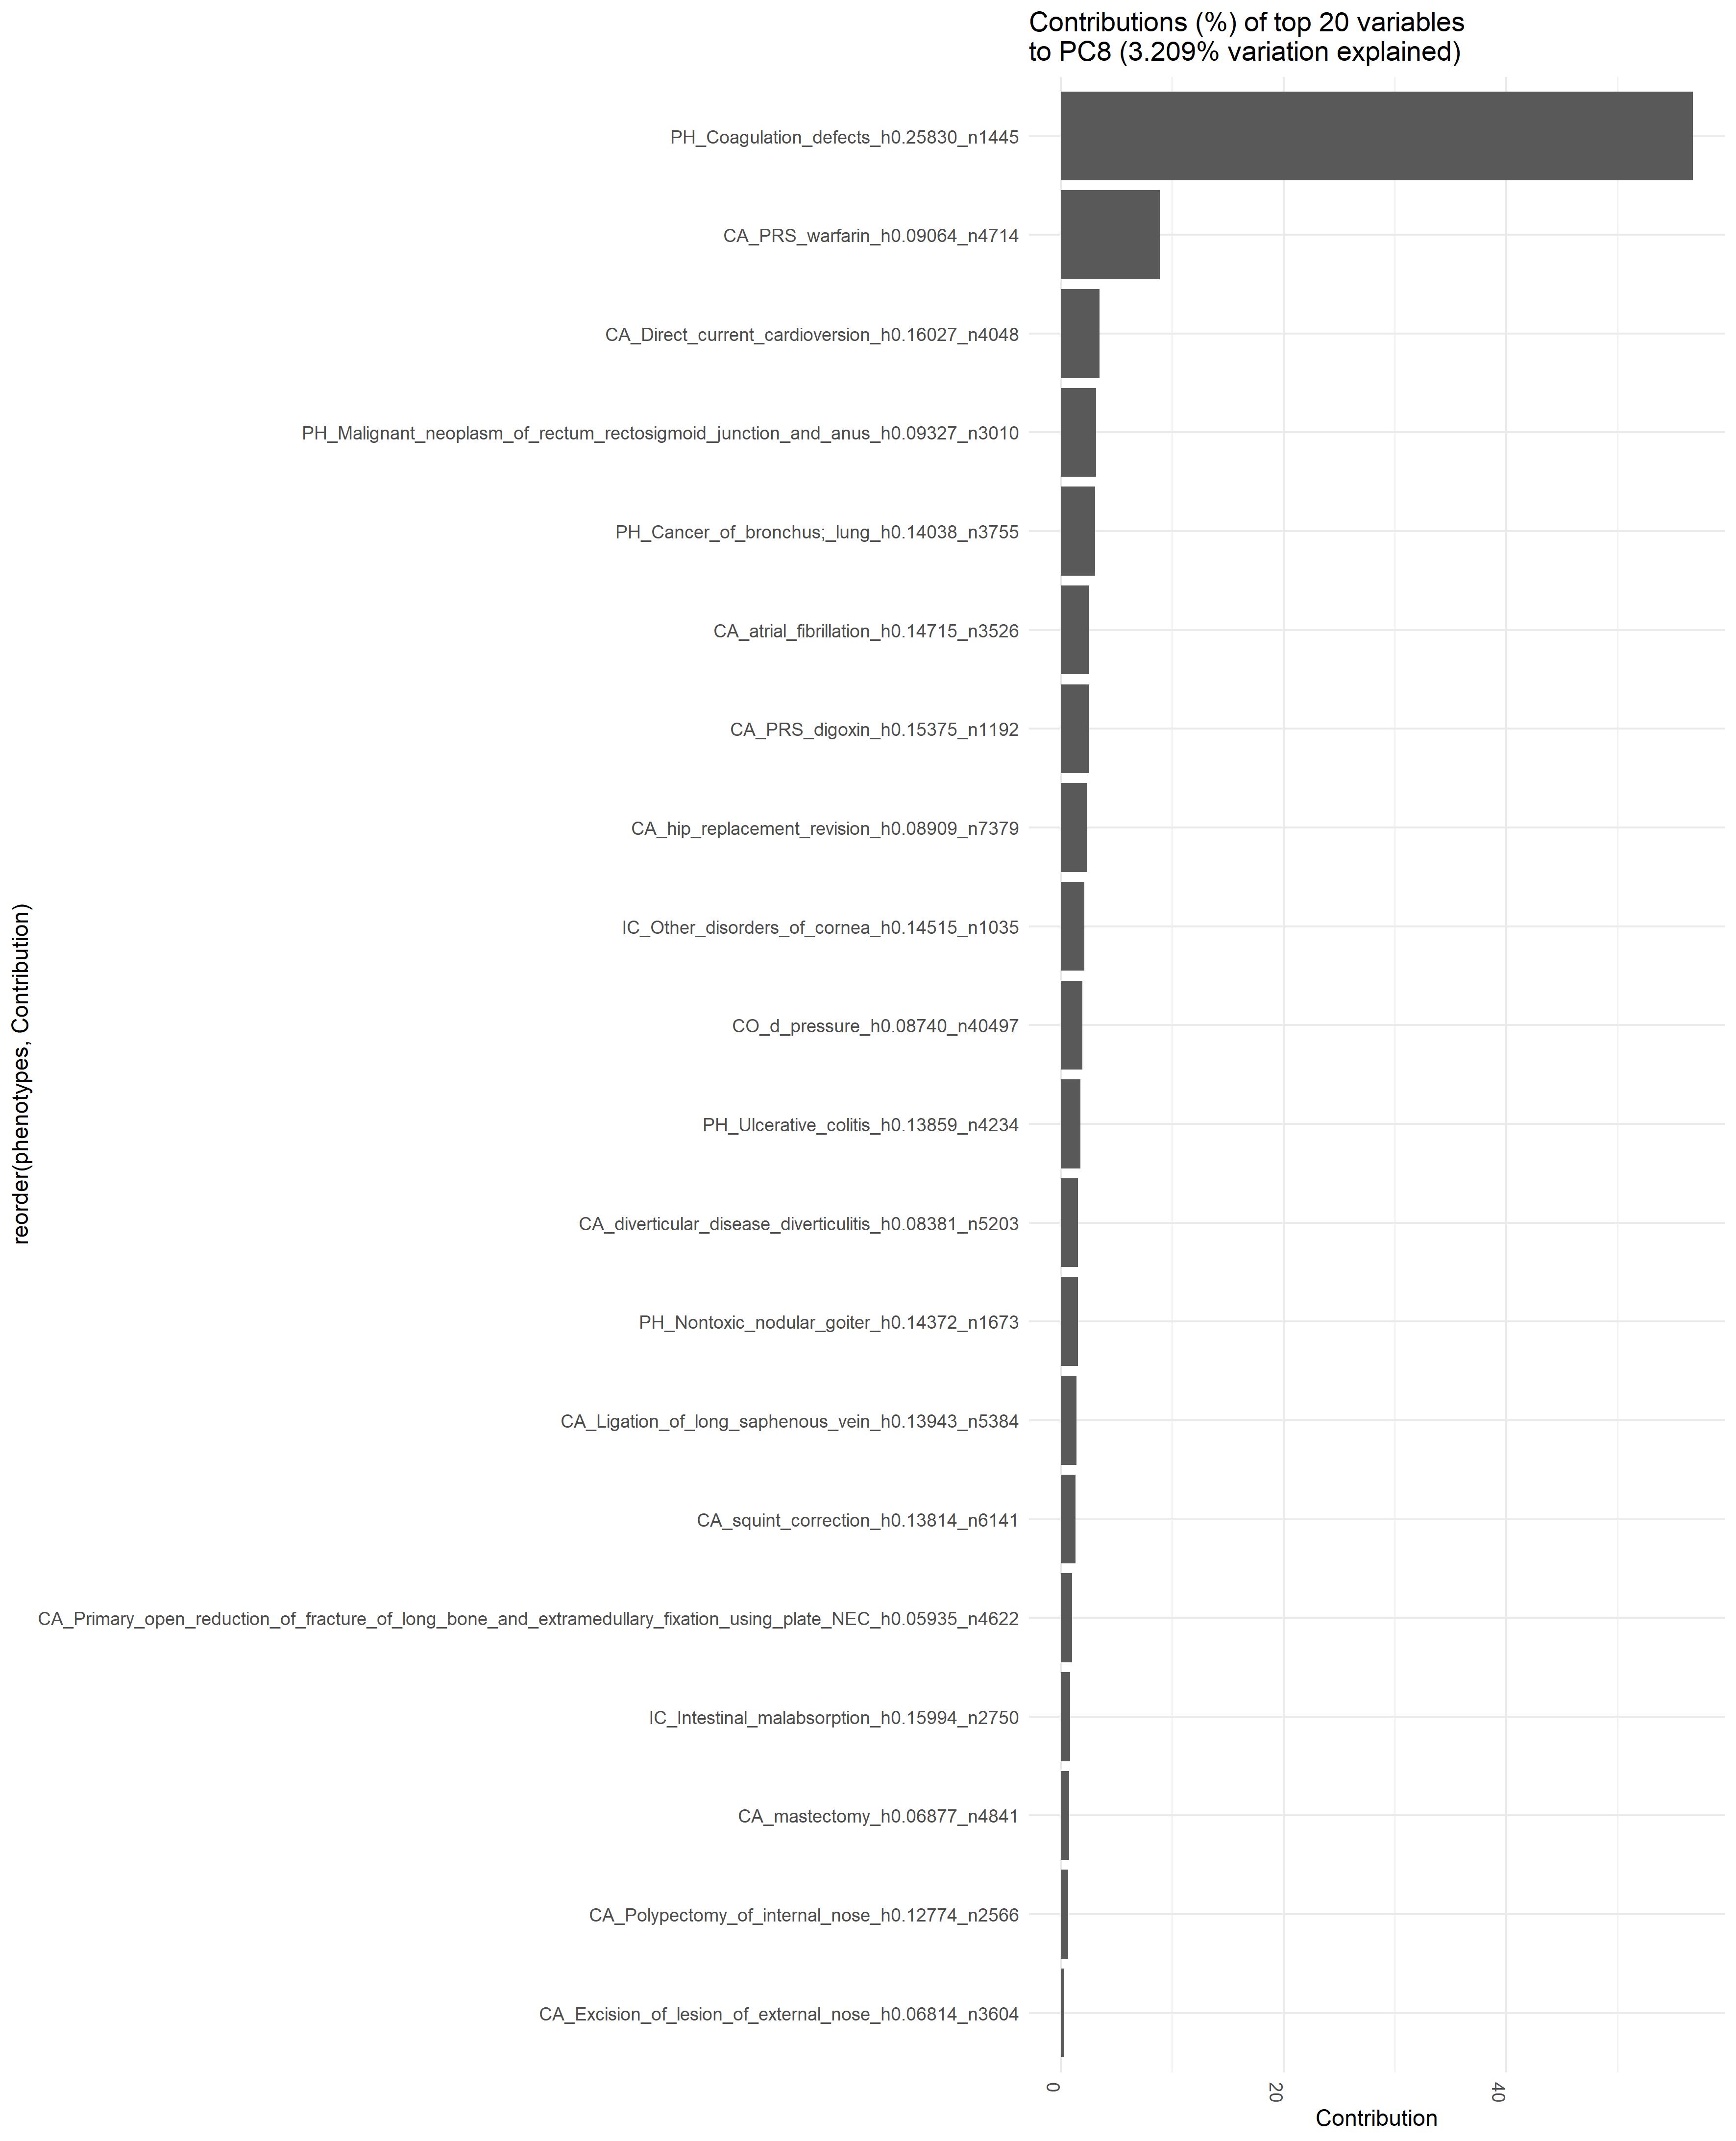 Contributions (%) of top 20 variables
to PC8 (3.209% variation explained)
PH_Coagulation_defects_h0.25830_n1445
CA_PRS_warfarin_h0.09064_n4714
CA_Direct_current_cardioversion_h0.16027_n4048
PH_Malignant_neoplasm_of_rectum_rectosigmoid_junction_and_anus_h0.09327_n3010
PH_Cancer_of_bronchus;_lung_h0.14038_n3755
CA_atrial_fibrillation_h0.14715_n3526
CA_PRS_digoxin_h0.15375_n1192
CA_hip_replacement_revision_h0.08909_n7379
IC_Other_disorders_of_cornea_h0.14515_n1035
CO_d_pressure_h0.08740_n40497
PH_Ulcerative_colitis_h0.13859_n4234
CA_diverticular_disease_diverticulitis_h0.08381_n5203
PH_Nontoxic_nodular_goiter_h0.14372_n1673
CA_Ligation_of_long_saphenous_vein_h0.13943_n5384
CA_squint_correction_h0.13814_n6141
CA_Primary_open_reduction_of_fracture_of_long_bone_and_extramedullary_fixation_using_plate_NEC_h0.05935_n4622
IC_Intestinal_malabsorption_h0.15994_n2750
CA_mastectomy_h0.06877_n4841
CA_Polypectomy_of_internal_nose_h0.12774_n2566
CA_Excision_of_lesion_of_external_nose_h0.06814_n3604
reorder(phenotypes, Contribution)
0
20
40
Contribution